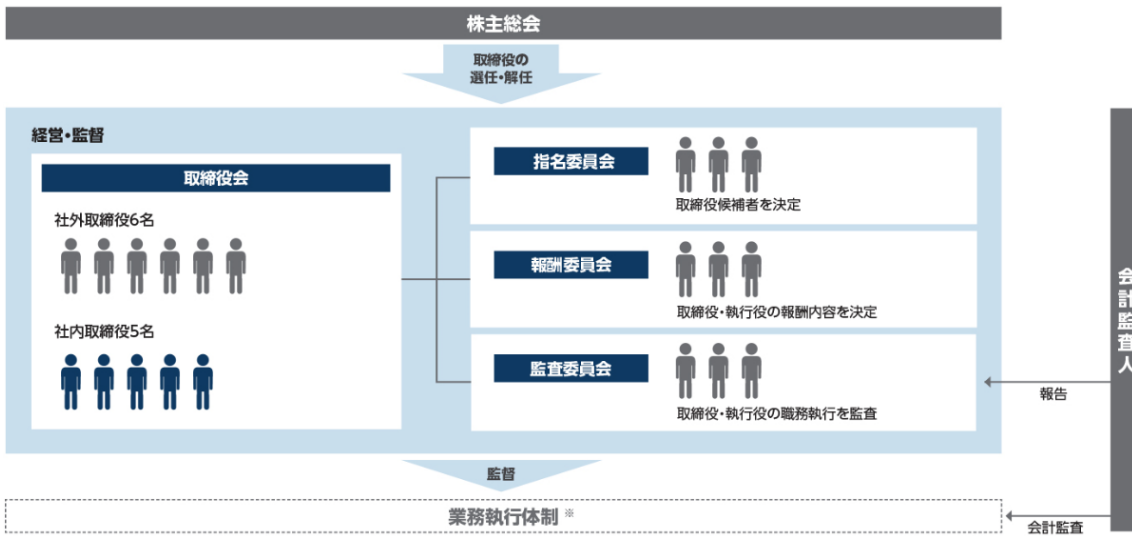 株主総会
取締役の
選任・解任
経営・監督
取締役会
社外取締役6名
社内取締役5名
指名委員会
取締役候補者を決定
報酬委員会
取締役・執行役の報酬内容を決定
監査委員会
取締役・執行役の職務執行を監査
会計監査人
報告
監督
業務執行体制※
会計監査